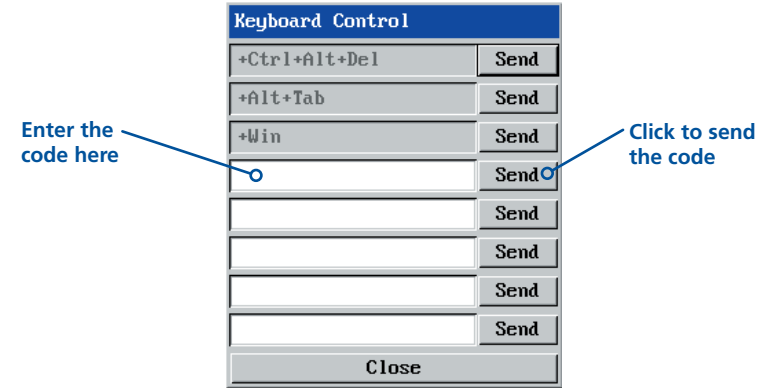 Keyboard Control
+Ctrl+Alt+Del Send
+Alt+Tab Send
+Win Send
Enter the
code here
Send
Click to send
the code
Send
Send
Send
Send
Close